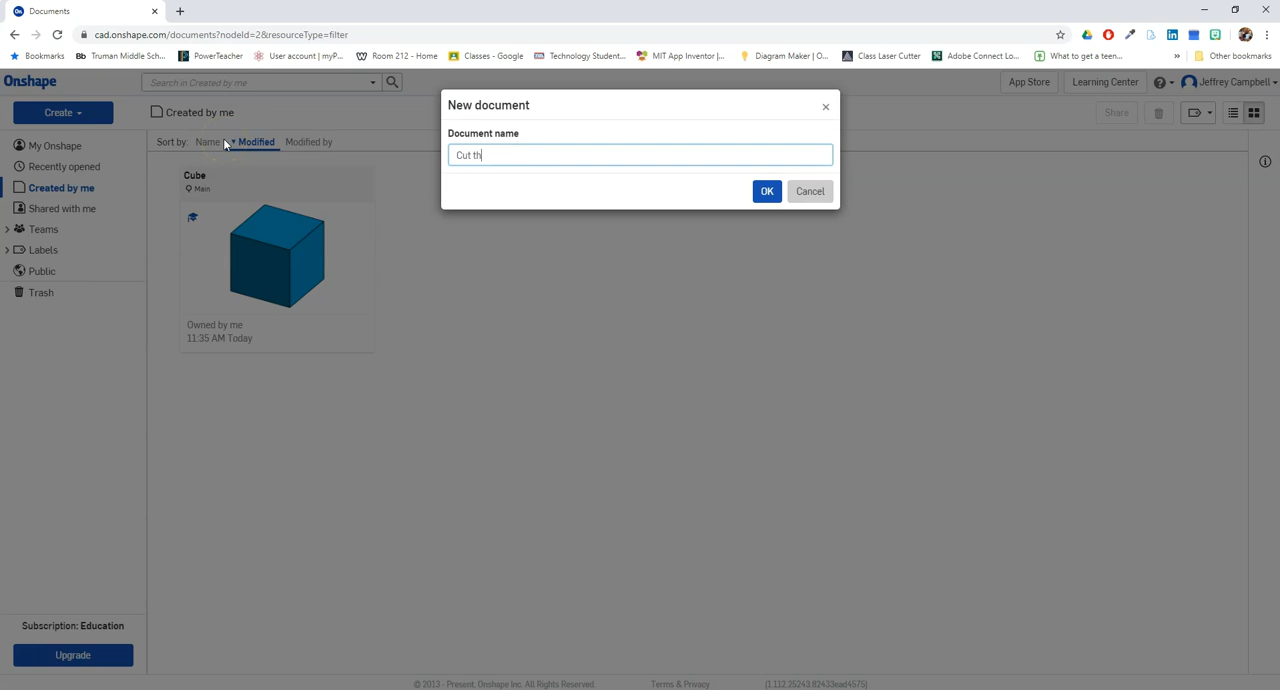 Documents
cad.onshape.com/documents?nodeId=2&resourceType=filter
Bookmarks
Bb Truman Middle Sch...
PowerTeacher
User account | myP...
Room 212 - Home
Classes - Google
Technology Student...
MIT App Inventor |...
Diagram Maker | O...
Class Laser Cutter
Adobe Connect Lo...
What to get a teen...
»
Other bookmarks
Onshape
Search in Created by me
App Store
Learning Center
Jeffrey Campbell
Create
Created by me
Share
New document
Document name
Cut th
OK
Cancel
Sort by: Name Modified Modified by
My Onshape
Recently opened
Created by me
Shared with me
Teams
Labels
Public
Trash
Cube
Main
Owned by me
11:35 AM Today
Subscription: Education
Upgrade
© 2013 - Present, Onshape Inc. All Rights Reserved.
Terms & Privacy
(1.112.25243.82433ead4575)